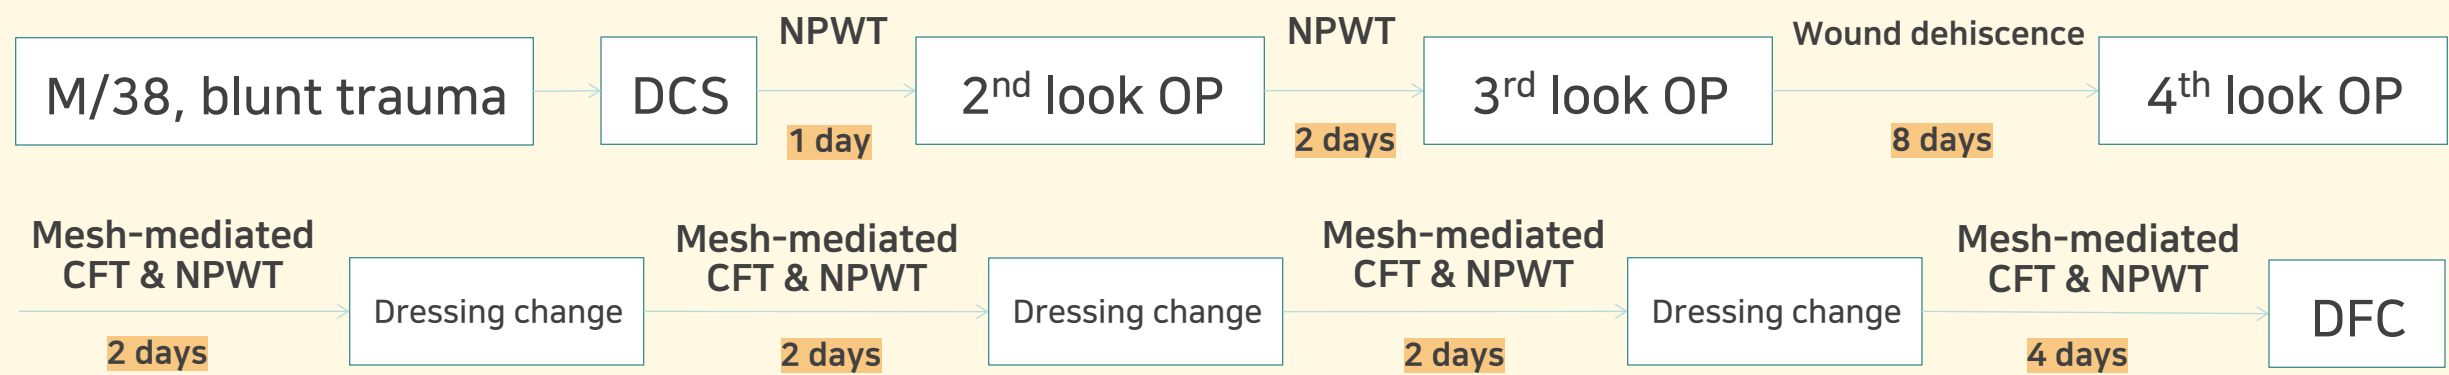 M/38, blunt trauma
DCS
NPWT
1 day
2nd look OP
NPWT
2 days
3rd look OP
Wound dehiscence
8 days
4th look OP
Mesh-mediated
CFT & NPWT
2 days
Dressing change
Mesh-mediated
CFT & NPWT
2 days
Dressing change
Mesh-mediated
CFT & NPWT
2 days
Dressing change
Mesh-mediated
CFT & NPWT
4 days
DFC